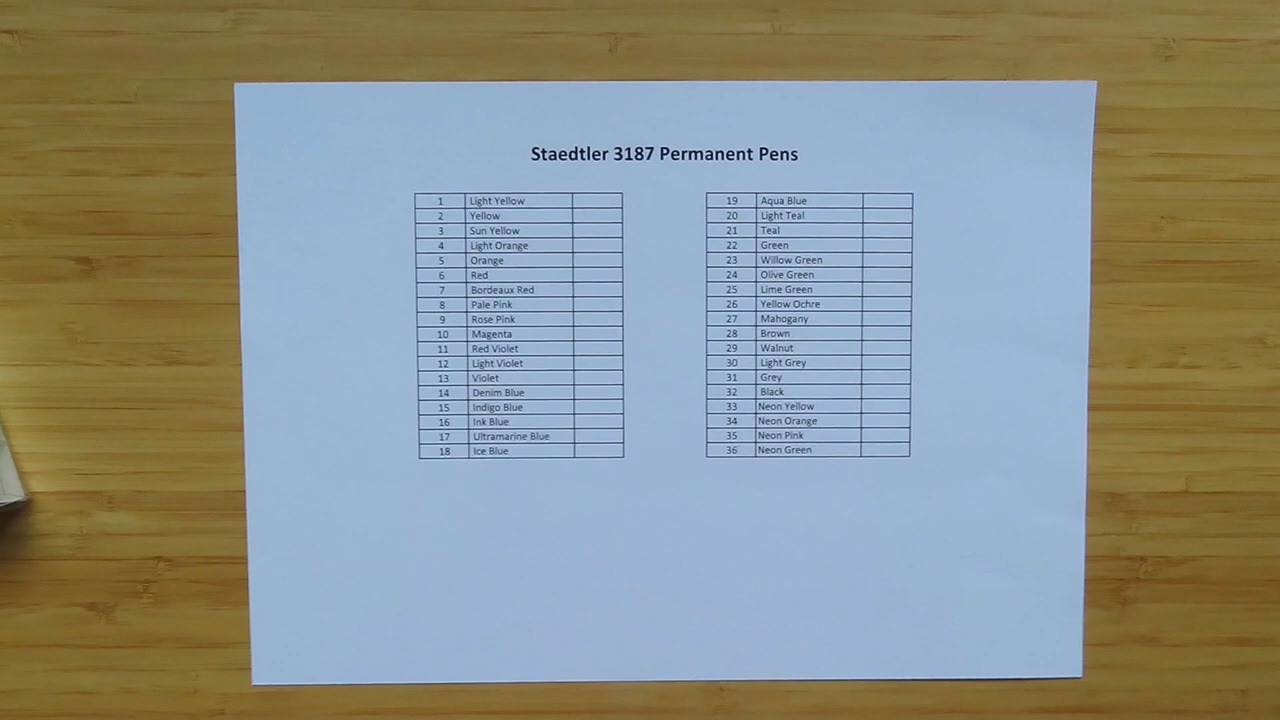 Staedtler 3187 Permanent Pens
1 Light Yellow
2 Yellow
3 Sun Yellow
4 Light Orange
5 Orange
6 Red
7 Bordeaux Red
8 Pale Pink
9 Rose Pink
10 Magenta
11 Red Violet
12 Light Violet
13 Violet
14 Denim Blue
15 Indigo Blue
16 Ink Blue
17 Ultramarine Blue
18 Ice Blue
19 Aqua Blue
20 Light Teal
21 Teal
22 Green
23 Willow Green
24 Olive Green
25 Lime Green
26 Yellow Ochre
27 Mahogany
28 Brown
29 Walnut
30 Light Grey
31 Grey
32 Black
33 Neon Yellow
34 Neon Orange
35 Neon Pink
36 Neon Green